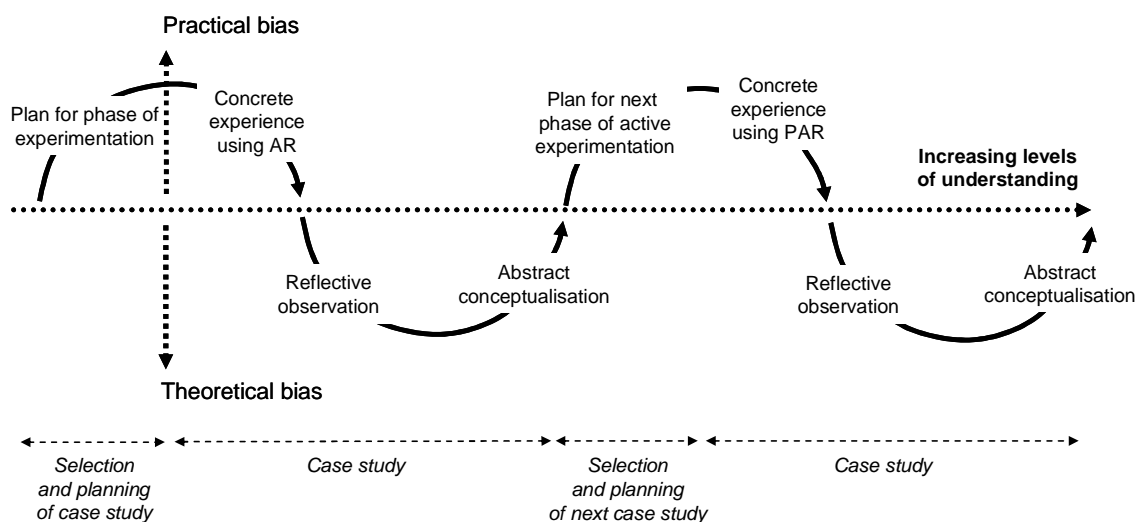 Practical bias
Plan for phase of
experimentation
Concrete
experience
using AR
Plan for next
phase of active
experimentation
Concrete
experience
using PAR
Increasing levels
of understanding
Reflective
observation
Abstract
conceptualisation
Reflective
observation
Abstract
conceptualisation
Theoretical bias
Selection
and planning
of case study
Case study
Selection
and planning
of next case study
Case study